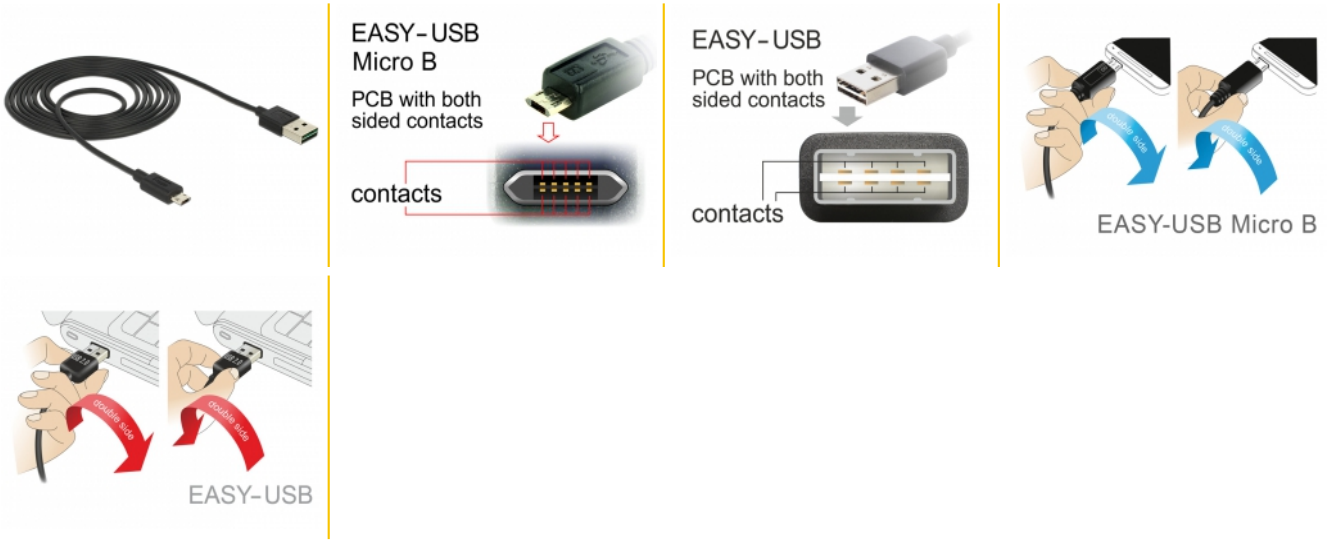 EASY-USB
Micro B
PCB with both
sided contacts
contacts
EASY-USB
PCB with both
sided contacts
contacts
double side
double side
EASY-USB Micro B
double side
double side
EASY-USB